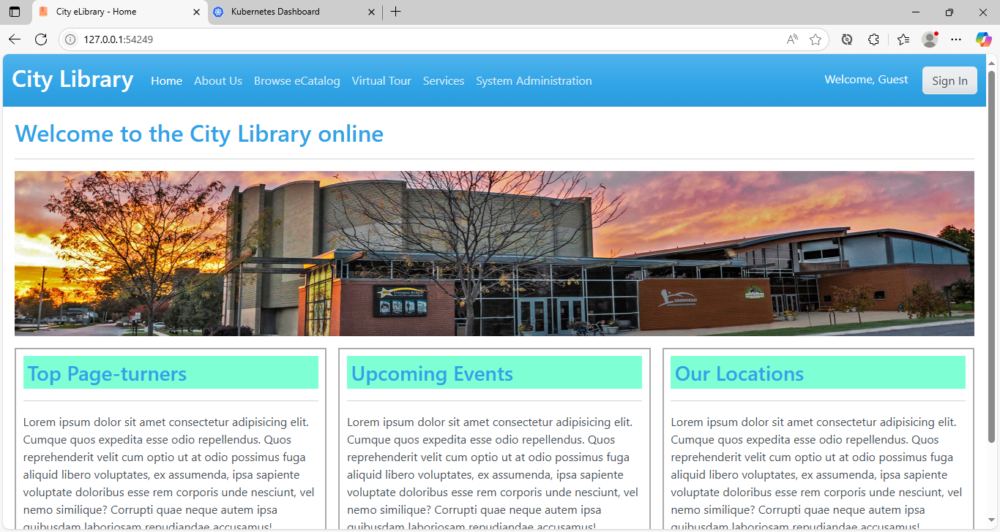 City eLibrary - Home
Kubernetes Dashboard
127.0.0.1:54249
City Library
Home
About Us
Browse eCatalog
Virtual Tour
Services
System Administration
Welcome, Guest
Sign In
Welcome to the City Library online
UPCOMING EVENTS
FAIRFIELD
Top Page-turners
Lorem ipsum dolor sit amet consectetur adipisicing elit.
Cumque quos expedita esse odio repellendus. Quos
reprehenderit velit cum optio ut at odio possimus fuga
aliquid libero voluptates, ex assumenda, ipsa sapiente
voluptate doloribus esse rem corporis unde nesciunt, vel
nemo similique? Corrupti quae neque autem ipsa
quibusdam laboriosam repudiandae accusamus!
Upcoming Events
Lorem ipsum dolor sit amet consectetur adipisicing elit.
Cumque quos expedita esse odio repellendus. Quos
reprehenderit velit cum optio ut at odio possimus fuga
aliquid libero voluptates, ex assumenda, ipsa sapiente
voluptate doloribus esse rem corporis unde nesciunt, vel
nemo similique? Corrupti quae neque autem ipsa
quibusdam laboriosam repudiandae accusamus!
Our Locations
Lorem ipsum dolor sit amet consectetur adipisicing elit.
Cumque quos expedita esse odio repellendus. Quos
reprehenderit velit cum optio ut at odio possimus fuga
aliquid libero voluptates, ex assumenda, ipsa sapiente
voluptate doloribus esse rem corporis unde nesciunt, vel
nemo similique? Corrupti quae neque autem ipsa
quibusdam laboriosam repudiandae accusamus!